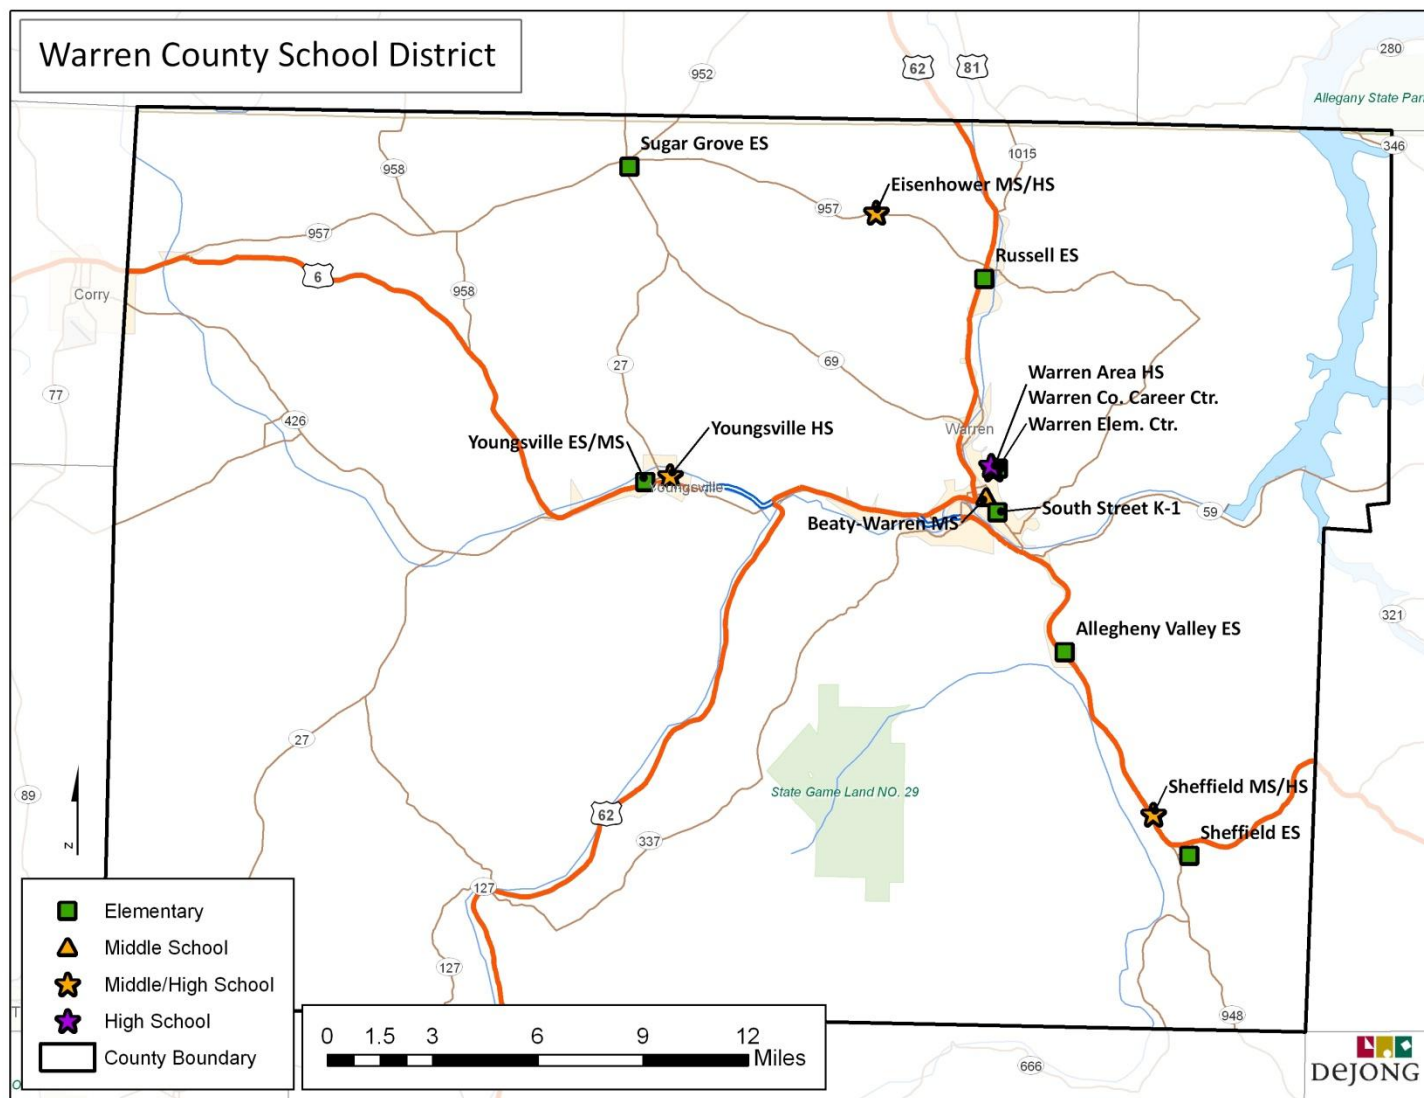 Warren County School District
952
62
81
280
Allegany State Par
1015
346
Sugar Grove ES
958
Eisenhower MS/HS
957
957
Russell ES
6
Corry
958
27
69
77
Warren Area HS
Warren Co. Career Ctr.
Warren Elem. Ctr.
Warren
426
Youngsville ES/MS
Youngsville HS
Youngsville
South Street K-1
59
Beaty-Warren MS
321
Allegheny Valley ES
27
89
State Game Land NO. 29
Sheffield MS/HS
62
337
Sheffield ES
z
127
127
948
666
Elementary
Middle School
Middle/High School
High School
County Boundary
0 1.5 3 6 9 12
Miles
DEJONG